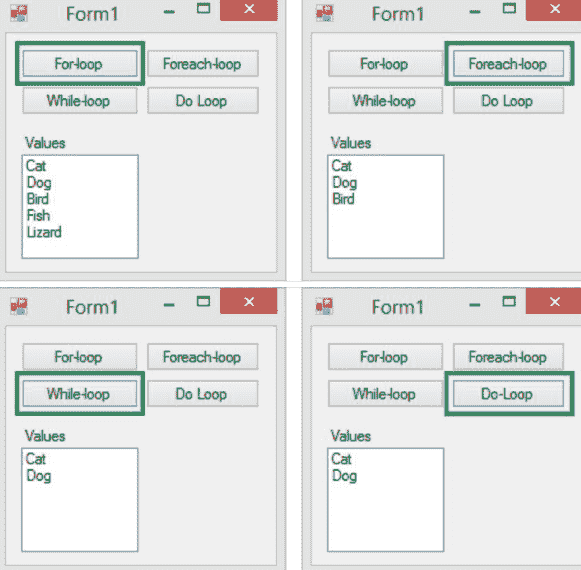 Form1
For-loop Foreach-loop
While-loop Do Loop
Values
Cat
Dog
Bird
Fish
Lizard
Form1
For-loop Foreach-loop
While-loop Do Loop
Values
Cat
Dog
Bird
Form1
For-loop Foreach-loop
While-loop Do Loop
Values
Cat
Dog
Form1
For-loop Foreach-loop
While-loop Do-Loop
Values
Cat
Dog